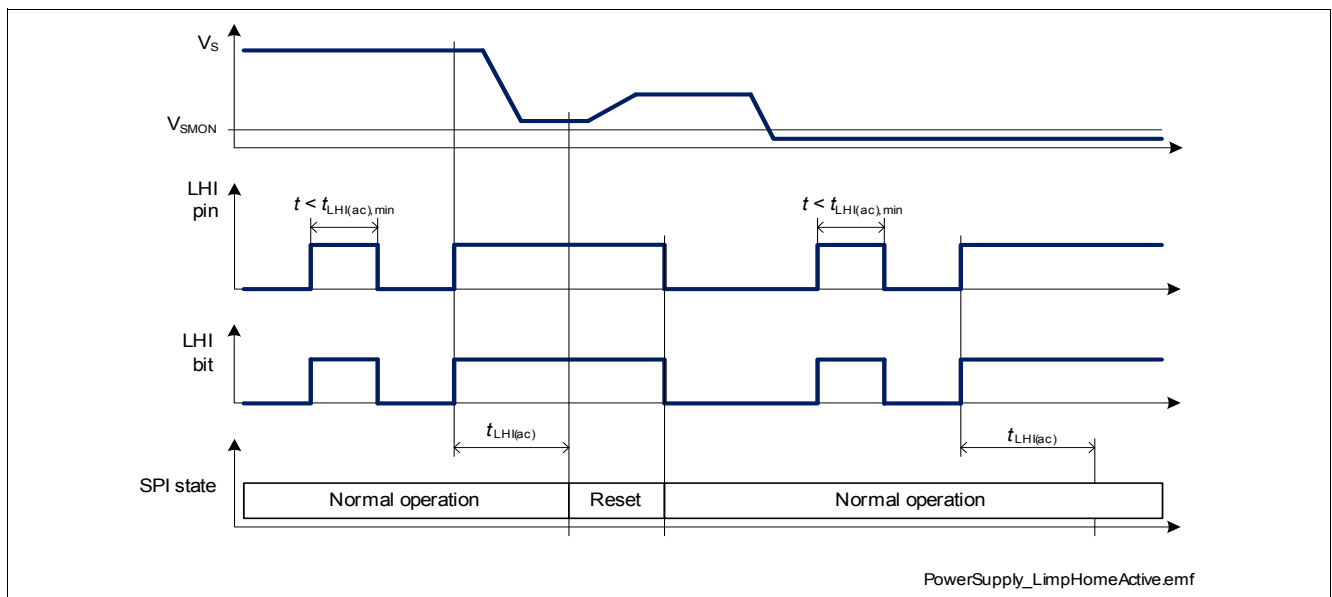 VS
VSMON
LHI
pin
t < tLHI(ac),min
t < tLHI(ac),min
LHI
bit
tLHI(ac)
tLHI(ac)
SPI state
Normal operation
Reset
Normal operation
PowerSupply_LimpHomeActive.emf